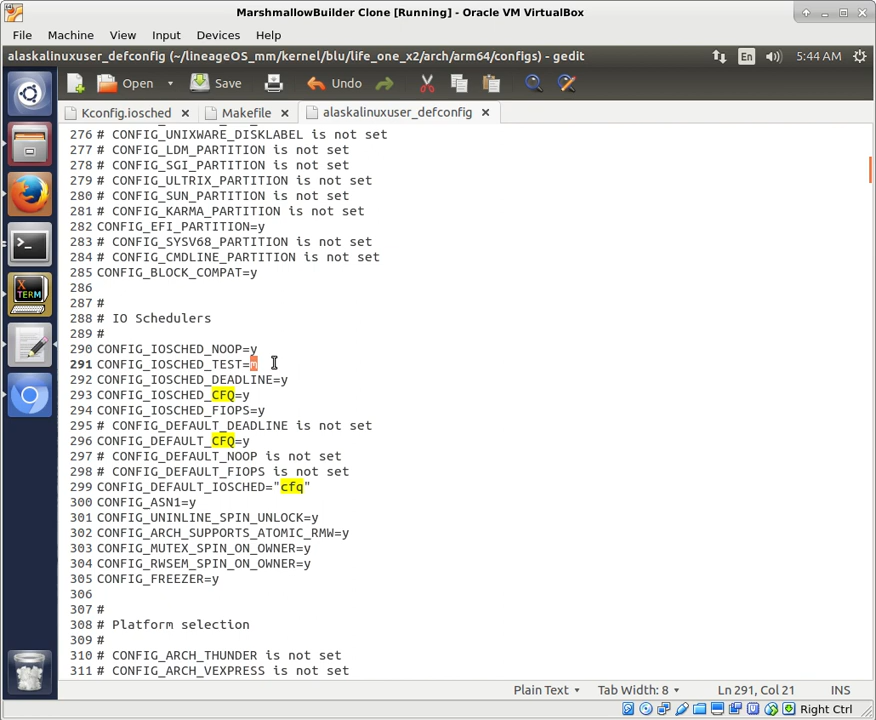 MarshmallowBuilder Clone [Running] - Oracle VM VirtualBox
File Machine View Input Devices Help
alaskalinuxuser_defconfig (~/lineageOS_mm/kernel/blu/life_one_x2/arch/arm64/configs) - gedit
En 5:44 AM
Open Save Undo
Kconfig.iosched Makefile alaskalinuxuser_defconfig
276 # CONFIG_UNIXWARE_DISKLABEL is not set
277 # CONFIG_LDM_PARTITION is not set
278 # CONFIG_SGI_PARTITION is not set
279 # CONFIG_ULTRIX_PARTITION is not set
280 # CONFIG_SUN_PARTITION is not set
281 # CONFIG_KARMA_PARTITION is not set
282 CONFIG_EFI_PARTITION=y
283 # CONFIG_SYSV68_PARTITION is not set
284 # CONFIG_CMDLINE_PARTITION is not set
285 CONFIG_BLOCK_COMPAT=y
286
287 #
288 # IO Schedulers
289 #
290 CONFIG_IOSCHED_NOOP=y
291 CONFIG_IOSCHED_TEST=m
292 CONFIG_IOSCHED_DEADLINE=y
293 CONFIG_IOSCHED_CFQ=y
294 CONFIG_IOSCHED_FIOPS=y
295 # CONFIG_DEFAULT_DEADLINE is not set
296 CONFIG_DEFAULT_CFQ=y
297 # CONFIG_DEFAULT_NOOP is not set
298 # CONFIG_DEFAULT_FIOPS is not set
299 CONFIG_DEFAULT_IOSCHED="cfq"
300 CONFIG_ASN1=y
301 CONFIG_UNINLINE_SPIN_UNLOCK=y
302 CONFIG_ARCH_SUPPORTS_ATOMIC_RMW=y
303 CONFIG_MUTEX_SPIN_ON_OWNER=y
304 CONFIG_RWSEM_SPIN_ON_OWNER=y
305 CONFIG_FREEZER=y
306
307 #
308 # Platform selection
309 #
310 # CONFIG_ARCH_THUNDER is not set
311 # CONFIG_ARCH_VEXPRESS is not set
X TERM
Plain Text Tab Width: 8 Ln 291, Col 21 INS
Right Ctrl